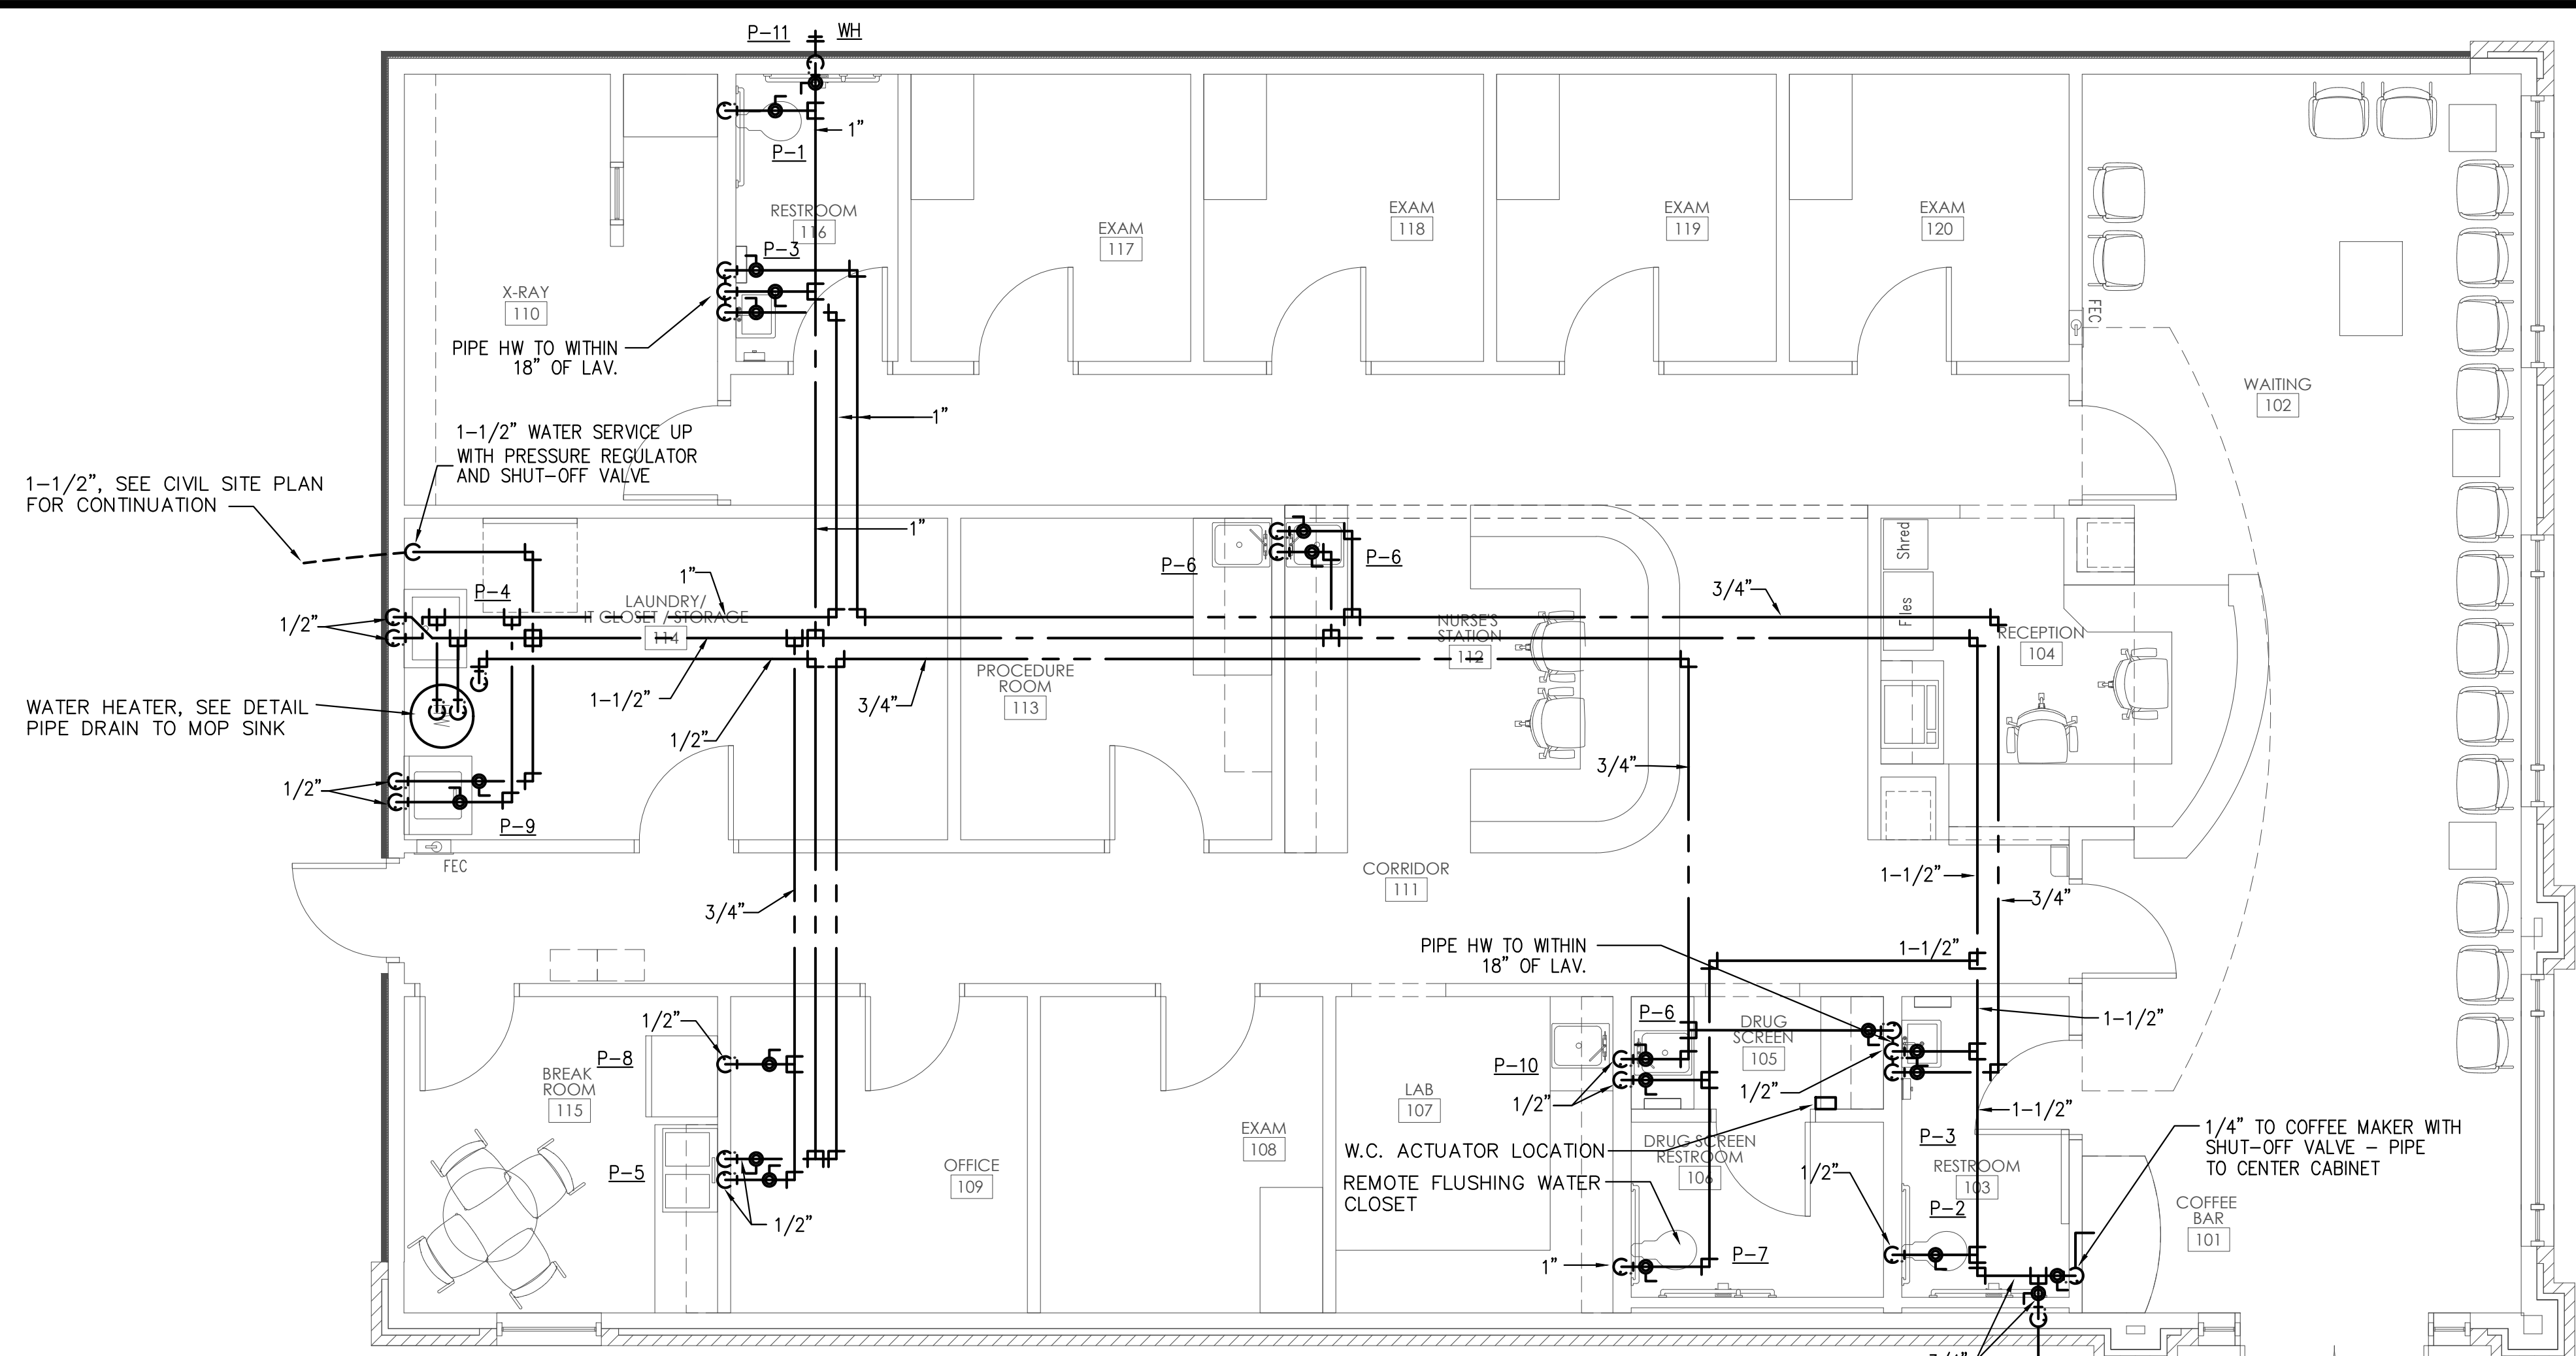 P-11
WH
1"
P-1
RESTROOM
116
P-3
EXAM
117
EXAM
118
EXAM
119
EXAM
120
FEC
X-RAY
110
PIPE HW TO WITHIN
18" OF LAV.
WAITING
102
1"
1-1/2" WATER SERVICE UP
WITH PRESSURE REGULATOR
AND SHUT-OFF VALVE
1-1/2", SEE CIVIL SITE PLAN
FOR CONTINUATION
1"
Shred
P-6
P-6
P-4
1"
3/4"
LAUNDRY/
IT CLOSET / STORAGE
114
1/2"
Files
NURSE'S
STATION
112
RECEPTION
104
PROCEDURE
ROOM
113
1-1/2"
3/4"
WATER HEATER, SEE DETAIL
PIPE DRAIN TO MOP SINK
1/2"
3/4"
1/2"
P-9
FEC
CORRIDOR
111
1-1/2"
3/4"
3/4"
PIPE HW TO WITHIN
18" OF LAV.
1-1/2"
P-6
1/2"
1-1/2"
DRUG
SCREEN
105
P-8
P-10
BREAK
ROOM
115
LAB
107
1/2"
1/2"
1-1/2"
EXAM
108
W.C. ACTUATOR LOCATION
DRUG SCREEN
RESTROOM
106
P-3
1/4" TO COFFEE MAKER WITH
SHUT-OFF VALVE - PIPE
TO CENTER CABINET
OFFICE
109
P-5
REMOTE FLUSHING WATER
CLOSET
1/2"
RESTROOM
103
P-2
COFFEE
BAR
101
1/2"
P-7
1"